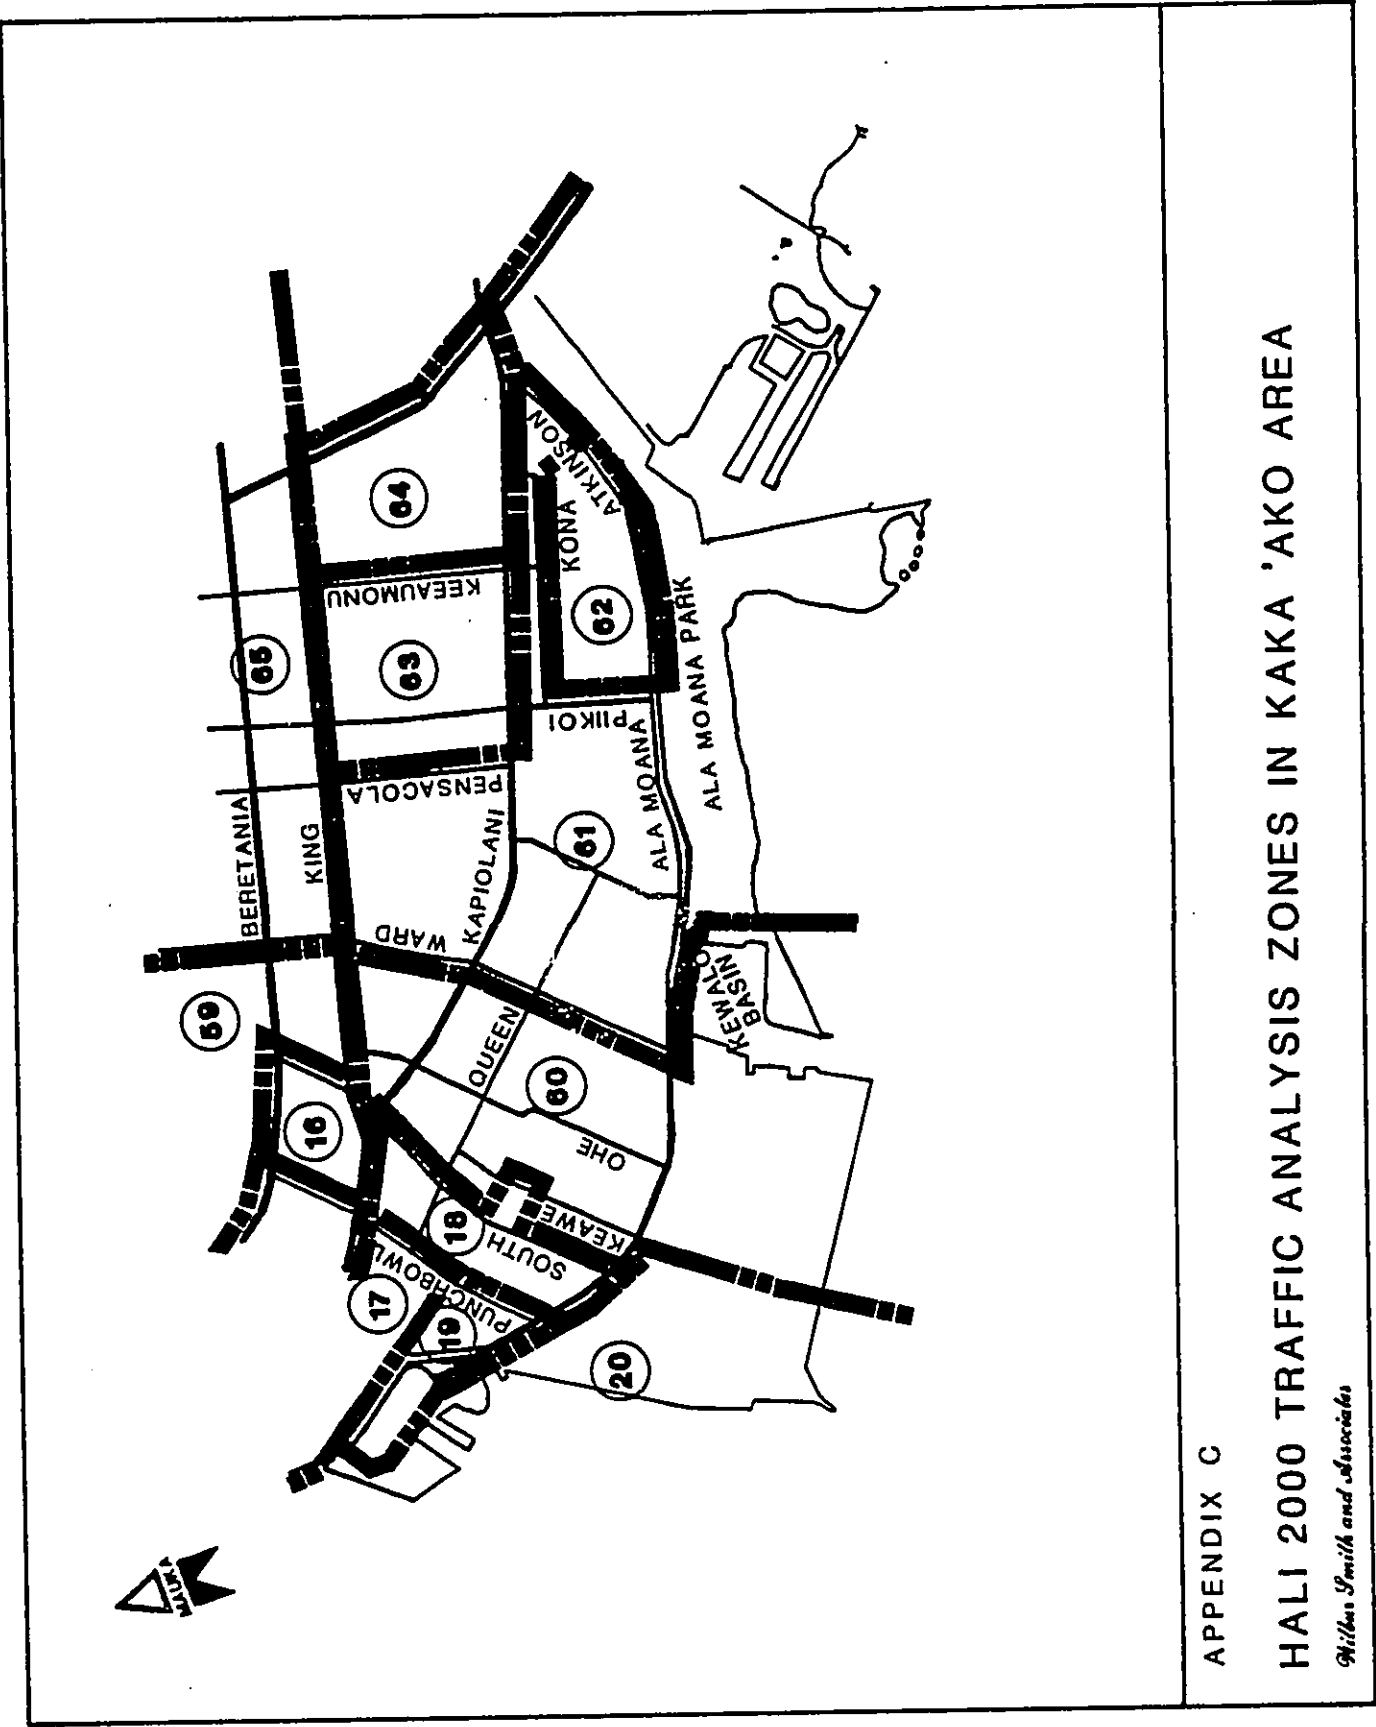 MAUKA
59
65
BERETANIA
KING
16
64
63
KEEAUMONU
PENSACOLA
WARD
KAPIOLANI
17
PUNCHBOWL
18
19
SOUTH
KEAWE
OHE
QUEEN
60
61
PIIKOI
KONA
62
ATKINSON
ALA MOANA
ALA MOANA PARK
KEWALO
BASIN
20
APPENDIX C
HALI 2000 TRAFFIC ANALYSIS ZONES IN KAKA 'AKO AREA
Wilbur Smith and Associates